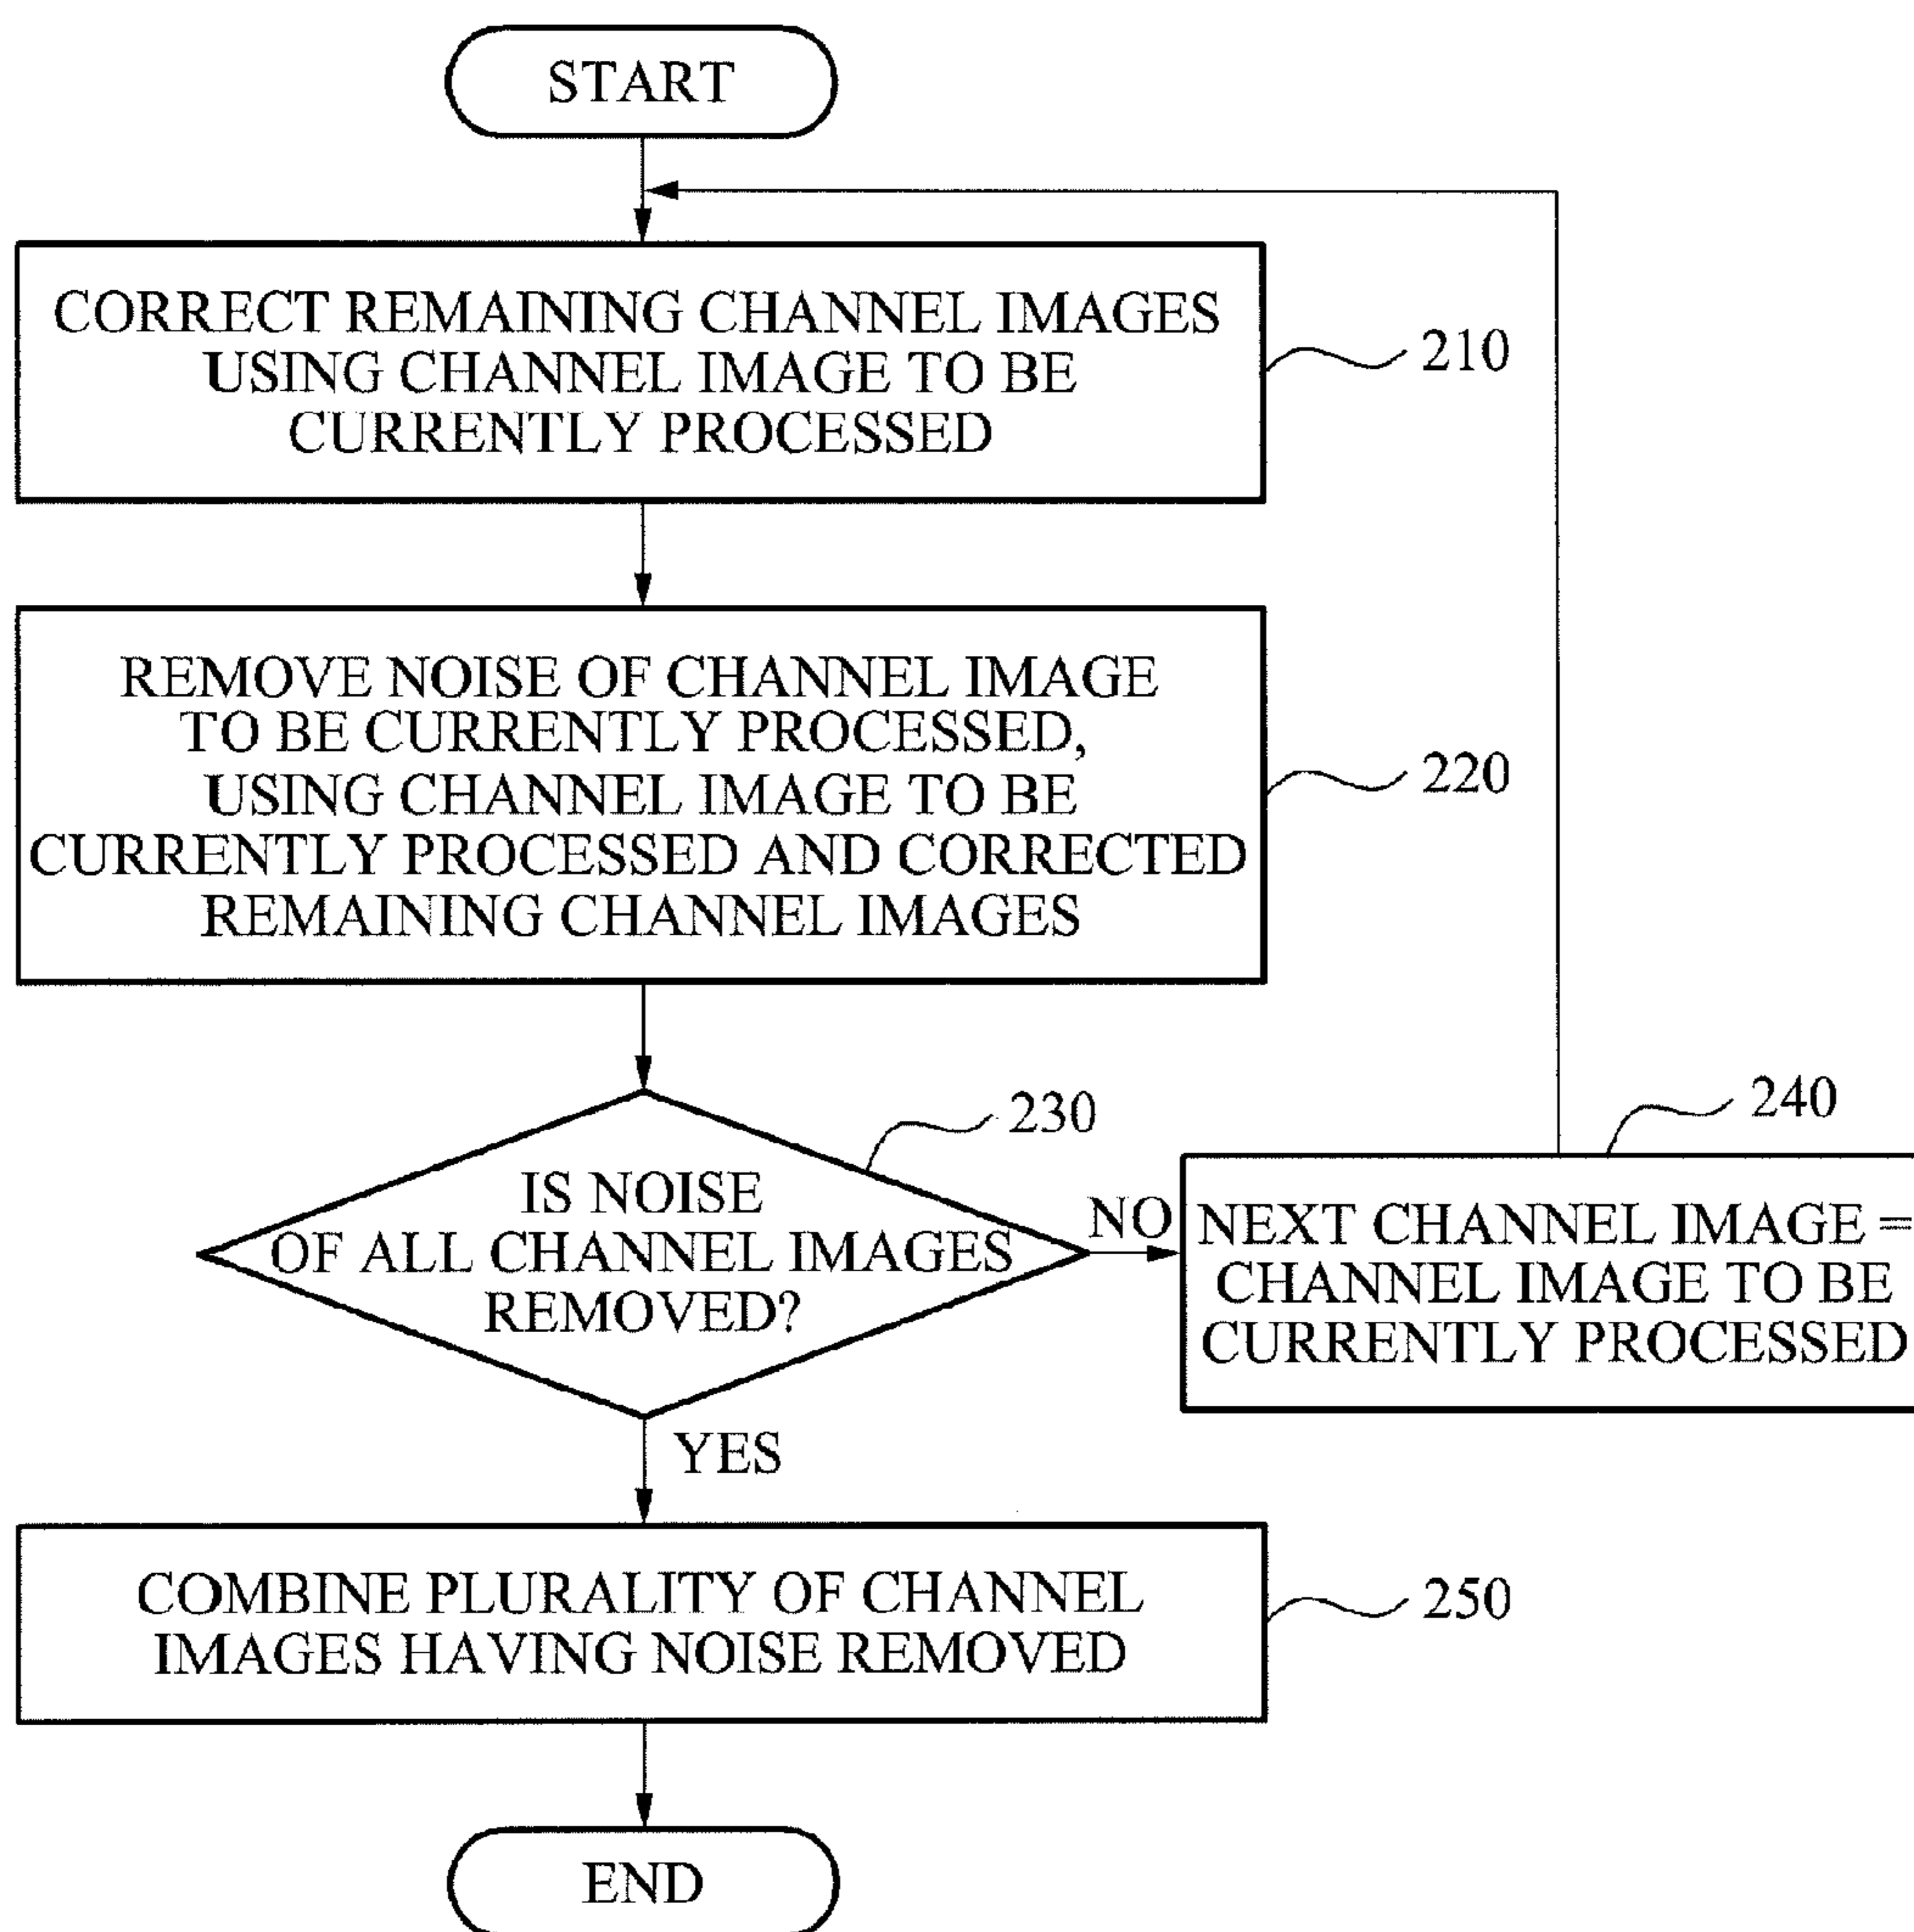 START
CORRECT REMAINING CHANNEL IMAGES
USING CHANNEL IMAGE TO BE
CURRENTLY PROCESSED
210
REMOVE NOISE OF CHANNEL IMAGE
TO BE CURRENTLY PROCESSED,
USING CHANNEL IMAGE TO BE
CURRENTLY PROCESSED AND CORRECTED
REMAINING CHANNEL IMAGES
220
230
IS NOISE
OF ALL CHANNEL IMAGES
REMOVED?
NO
240
NEXT CHANNEL IMAGE =
CHANNEL IMAGE TO BE
CURRENTLY PROCESSED
YES
COMBINE PLURALITY OF CHANNEL
IMAGES HAVING NOISE REMOVED
250
END